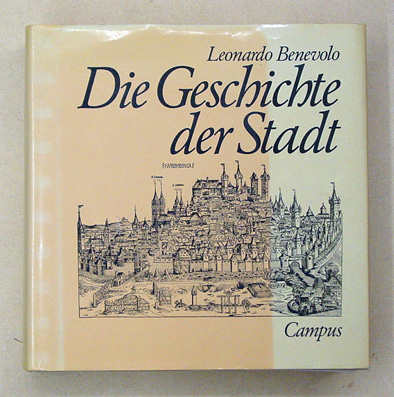 Leonardo Benevolo
Die Geschichte
der Stadt
Campus